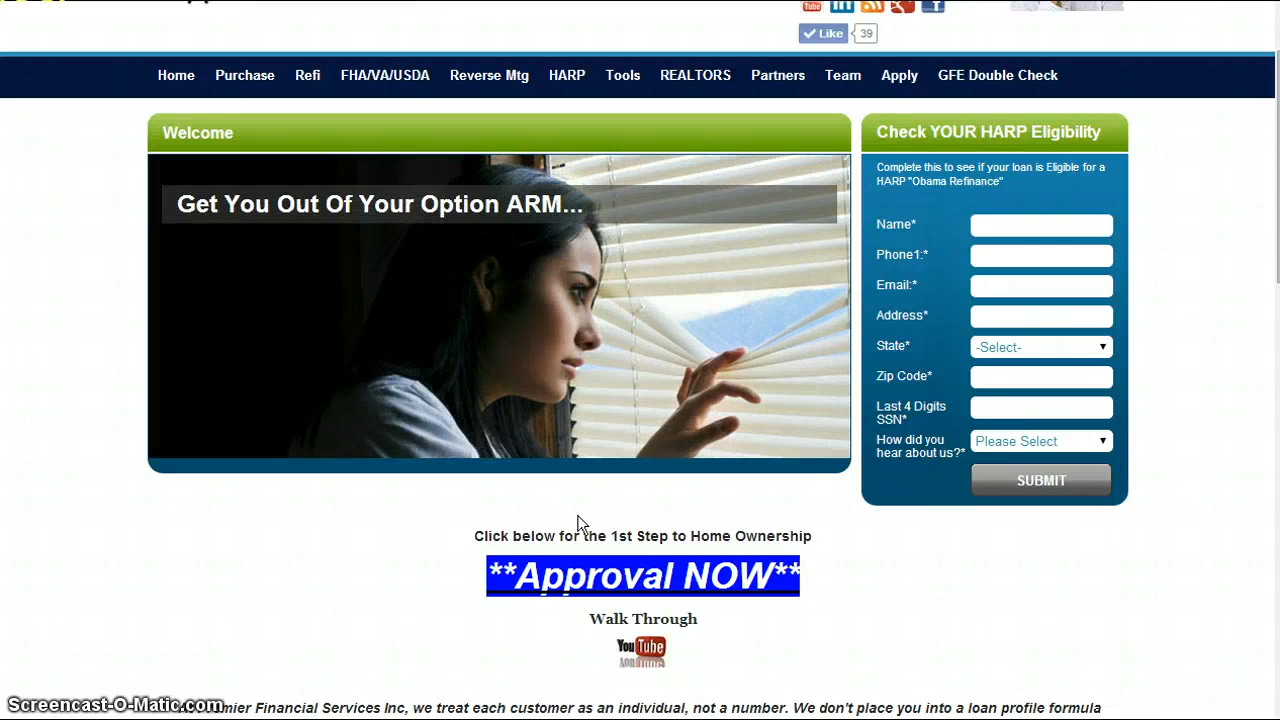 You Tube
in
Like
39
Home Purchase Refi FHA/VA/USDA Reverse Mtg HARP Tools REALTORS Partners Team Apply GFE Double Check
Welcome
Get You Out Of Your Option ARM...
Check YOUR HARP Eligibility
Complete this to see if your loan is Eligible for a
HARP "Obama Refinance"
Name*
Phone1:*
Email:*
Address*
State* -Select-
Zip Code*
Last 4 Digits
SSN*
How did you
hear about us?* Please Select
SUBMIT
Click below for the 1st Step to Home Ownership
**Approval NOW**
Walk Through
You Tube
Financial Services Inc, we treat each customer as an individual, not a number. We don't place you into a loan profile formula
Screencast-O-Matic.com